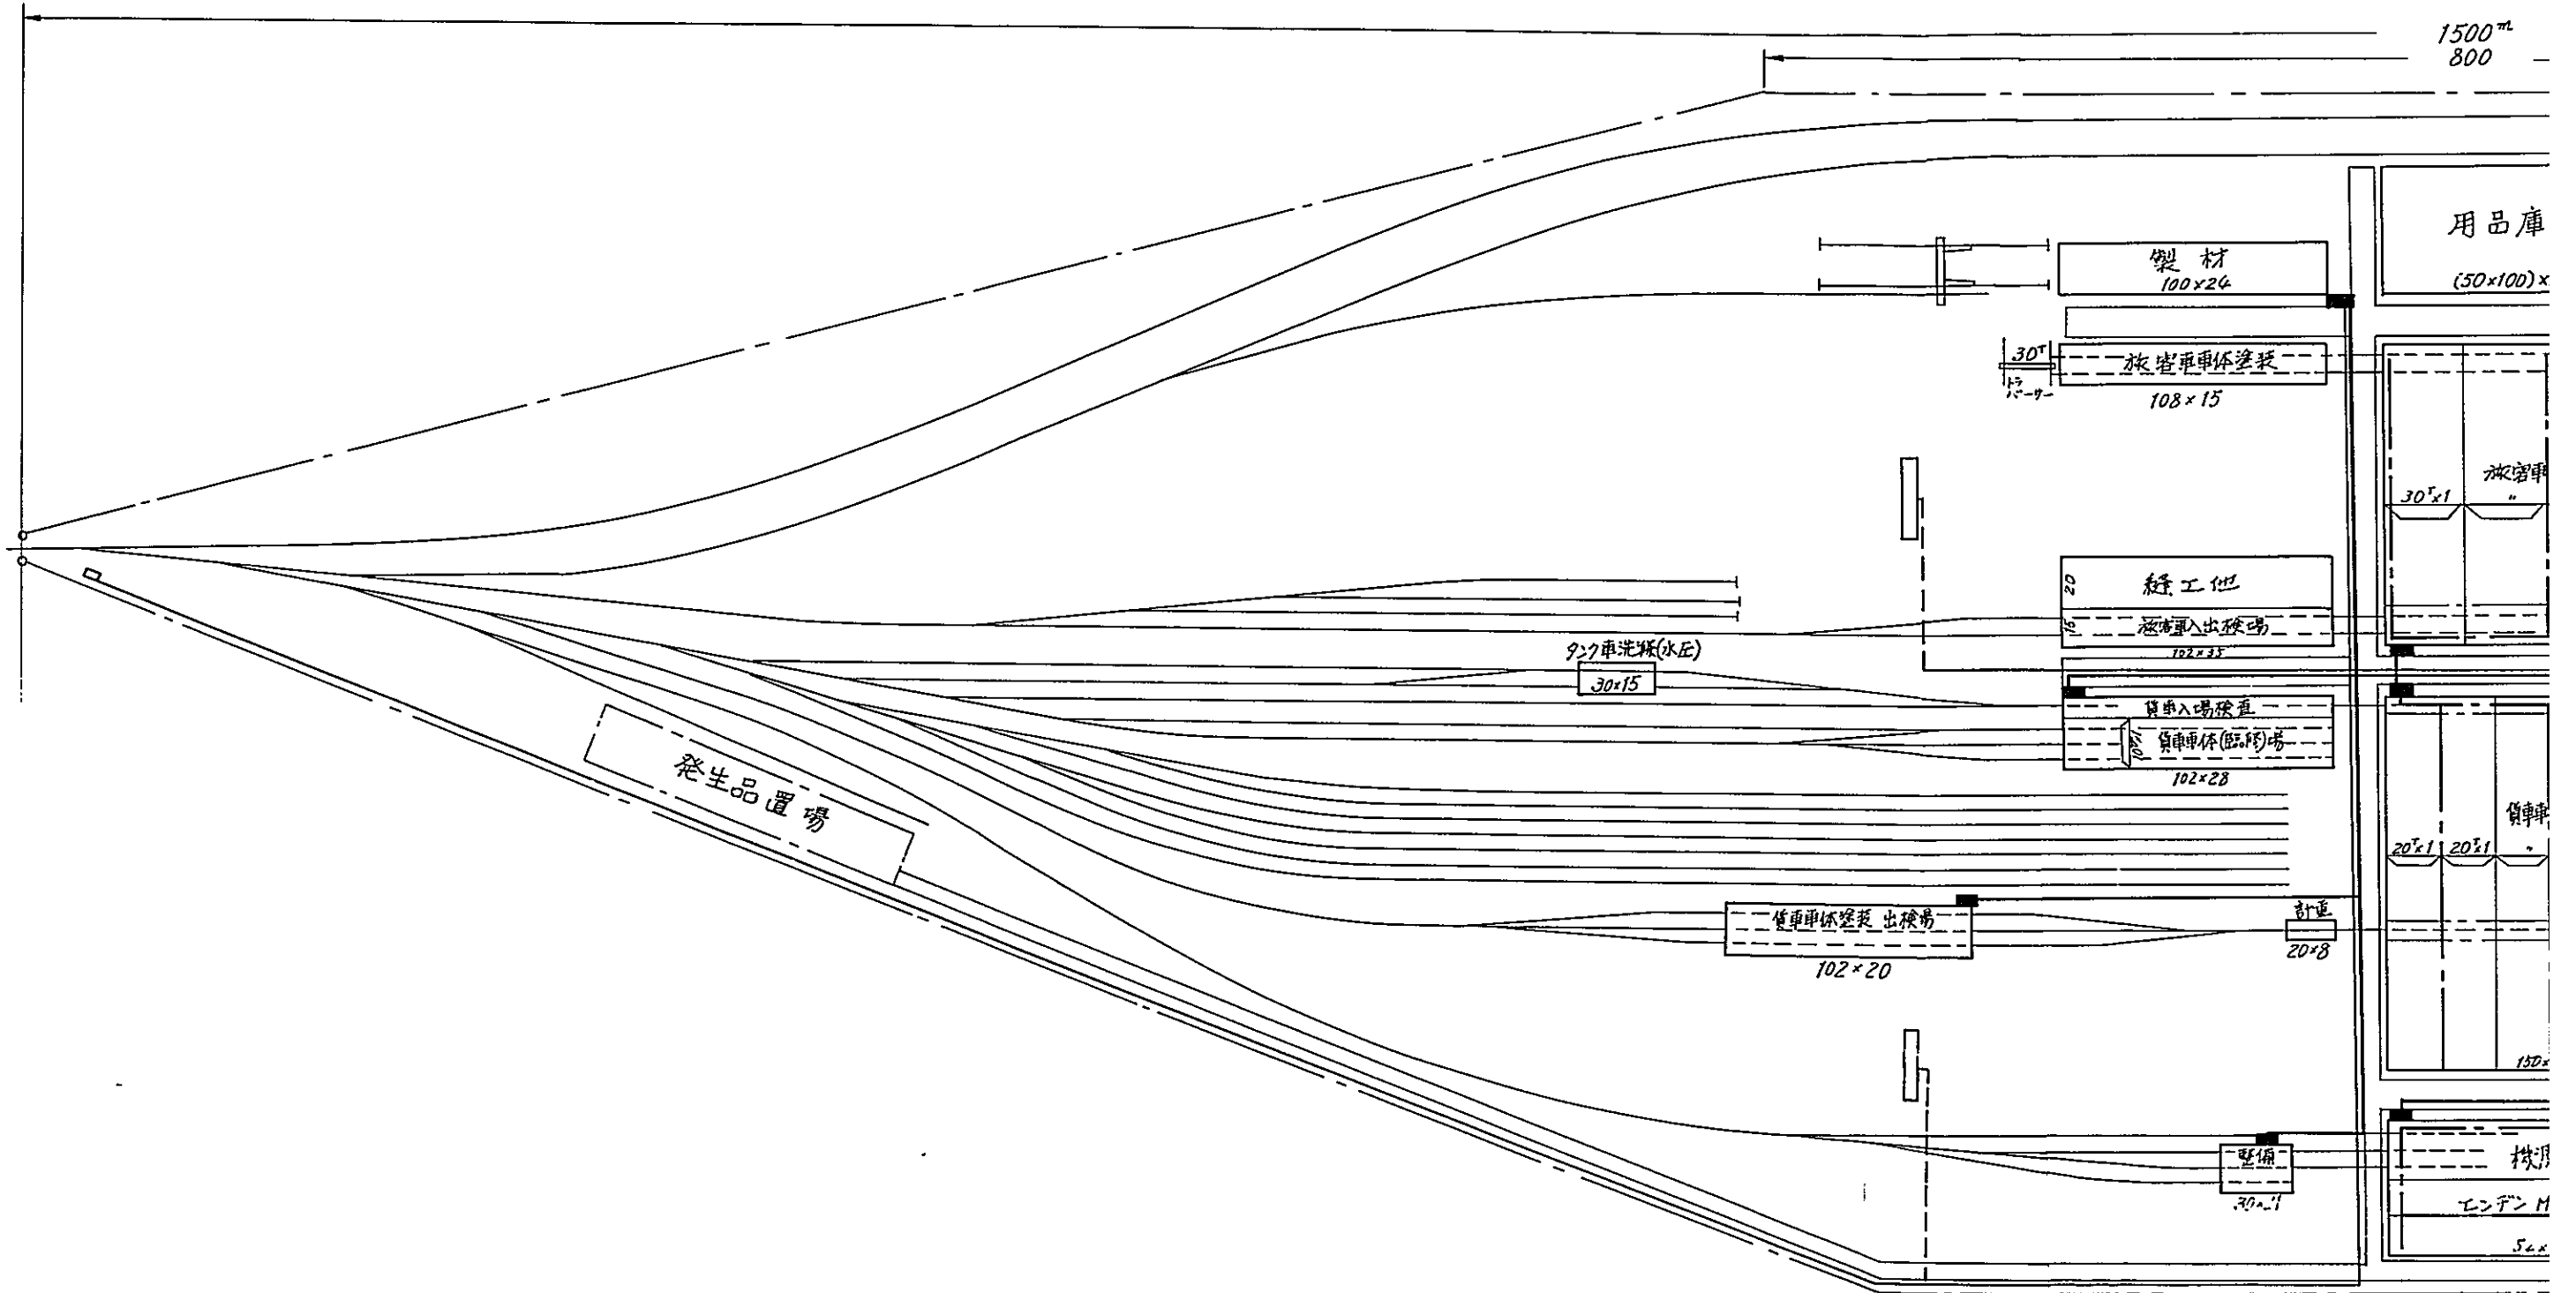 1500ᵐ
800
用品庫
(50×100)×
製材
100×24
30ᵀ
トラバーサー
旅客車車体塗装
108×15
旅客車
〃
30ᵀ×1
縫工他
20
15
旅客車入出検場
102×35
タンク車洗滌(水圧)
30×15
貨車入場検査
貨車車体(臨修)場
102×28
発生品置場
貨車車
〃
20ᵀ×1
20ᵀ×1
150×
貨車車体塗装 出検場
102×20
計重
20×8
整備
エンヂン M